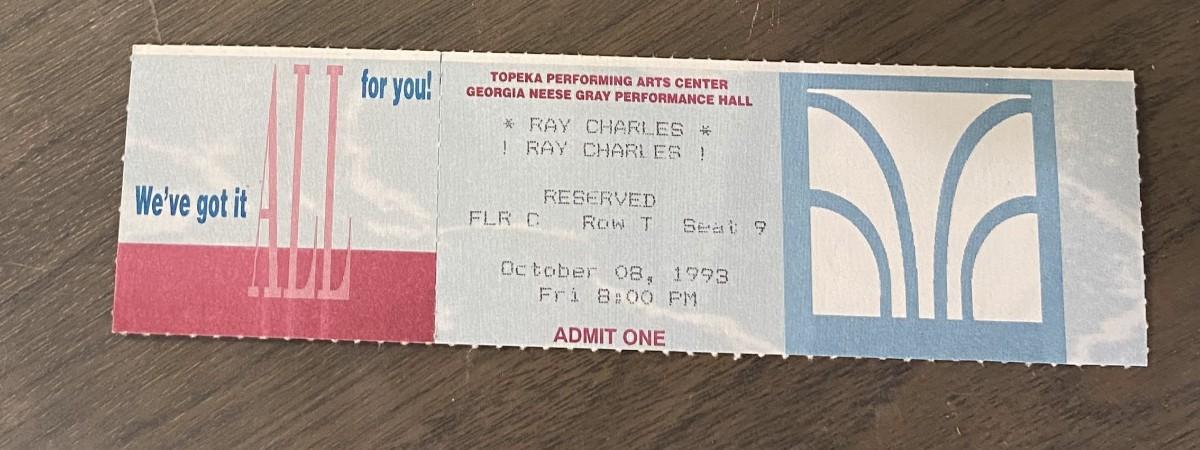 We've got it ALL for you!
TOPEKA PERFORMING ARTS CENTER
GEORGIA NEESE GRAY PERFORMANCE HALL
* RAY CHARLES *
! RAY CHARLES !
RESERVED
FLR C Row T Seat 9
October 08, 1993
Fri 8:00 PM
ADMIT ONE